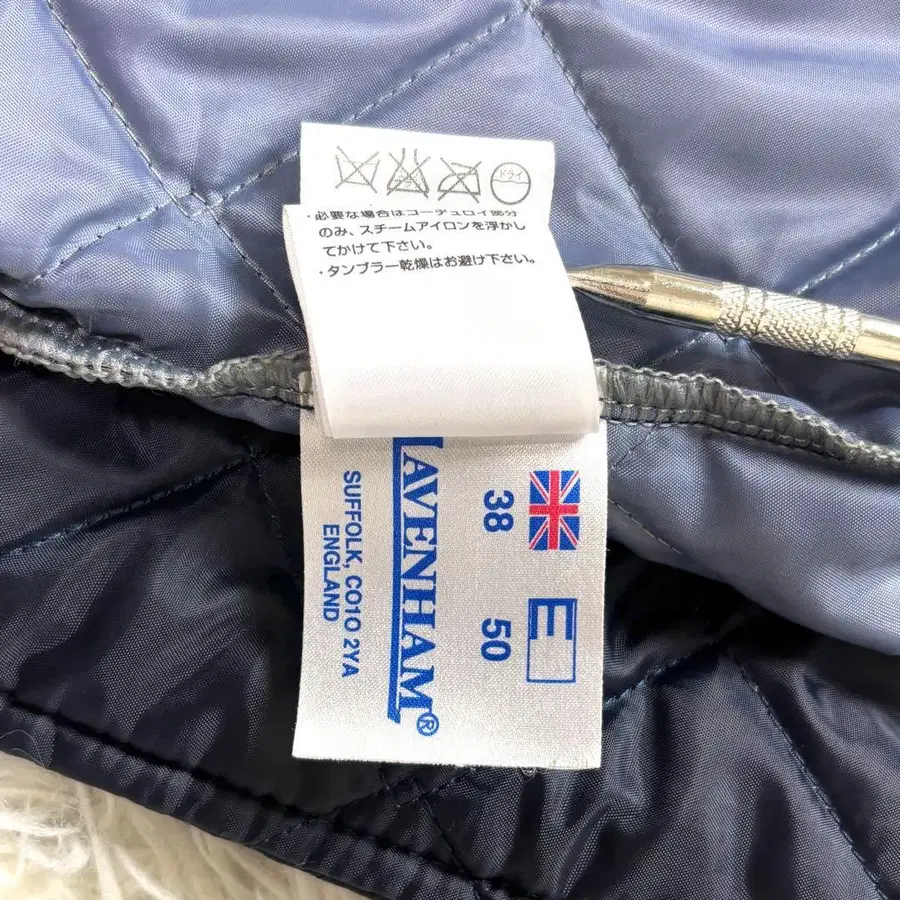 ドライ
・必要な場合はコーデュロイ部分
のみ、スチームアイロンを浮かし
てかけて下さい。
・タンブラー乾燥はお避け下さい。
LAVENHAM®
SUFFOLK, CO10 2YA
ENGLAND
38
E
50